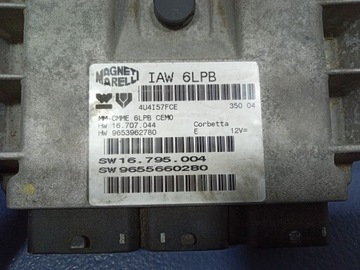 MAGNETI
MARELLI
IAW 6LPB
4U4I57FCE
350 04
MM-CMME 6LPB CEMO
HW 16.707.044
Corbetta
HW 9653962780
E
12V=
SW16.795.004
SW9655660280